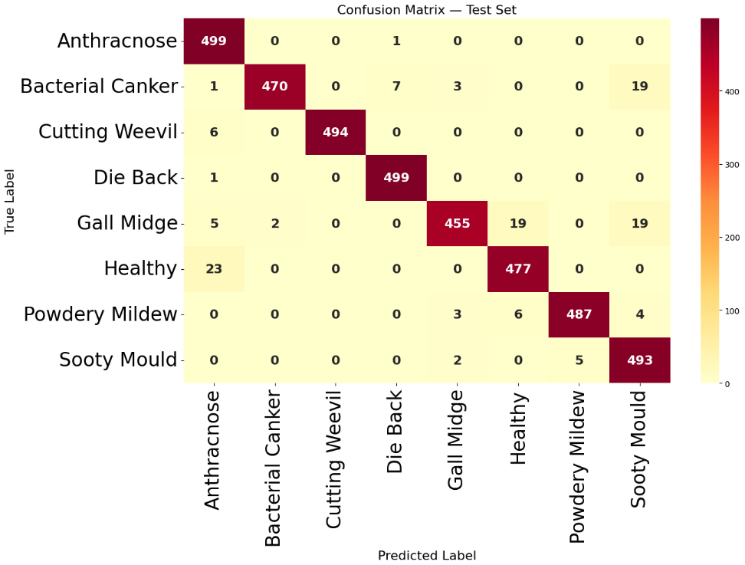 Confusion Matrix — Test Set
True Label
Anthracnose 499 0 0 1 0 0 0 0
Bacterial Canker 1 470 0 7 3 0 0 19
Cutting Weevil 6 0 494 0 0 0 0 0
Die Back 1 0 0 499 0 0 0 0
Gall Midge 5 2 0 0 455 19 0 19
Healthy 23 0 0 0 0 477 0 0
Powdery Mildew 0 0 0 0 3 6 487 4
Sooty Mould 0 0 0 0 2 0 5 493
Anthracnose
Bacterial Canker
Cutting Weevil
Die Back
Gall Midge
Healthy
Powdery Mildew
Sooty Mould
Predicted Label
400
300
200
100
0